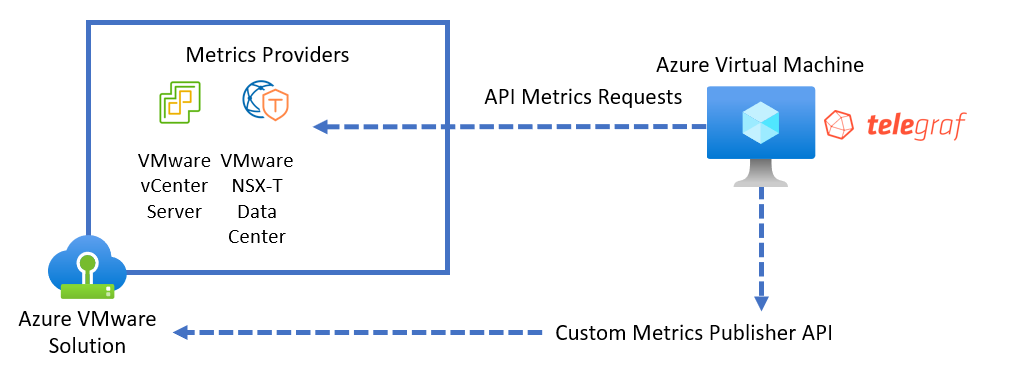 Metrics Providers
VMware
vCenter
Server
VMware
NSX-T
Data
Center
T
Azure VMware
Solution
API Metrics Requests
Azure Virtual Machine
telegraf
Custom Metrics Publisher API